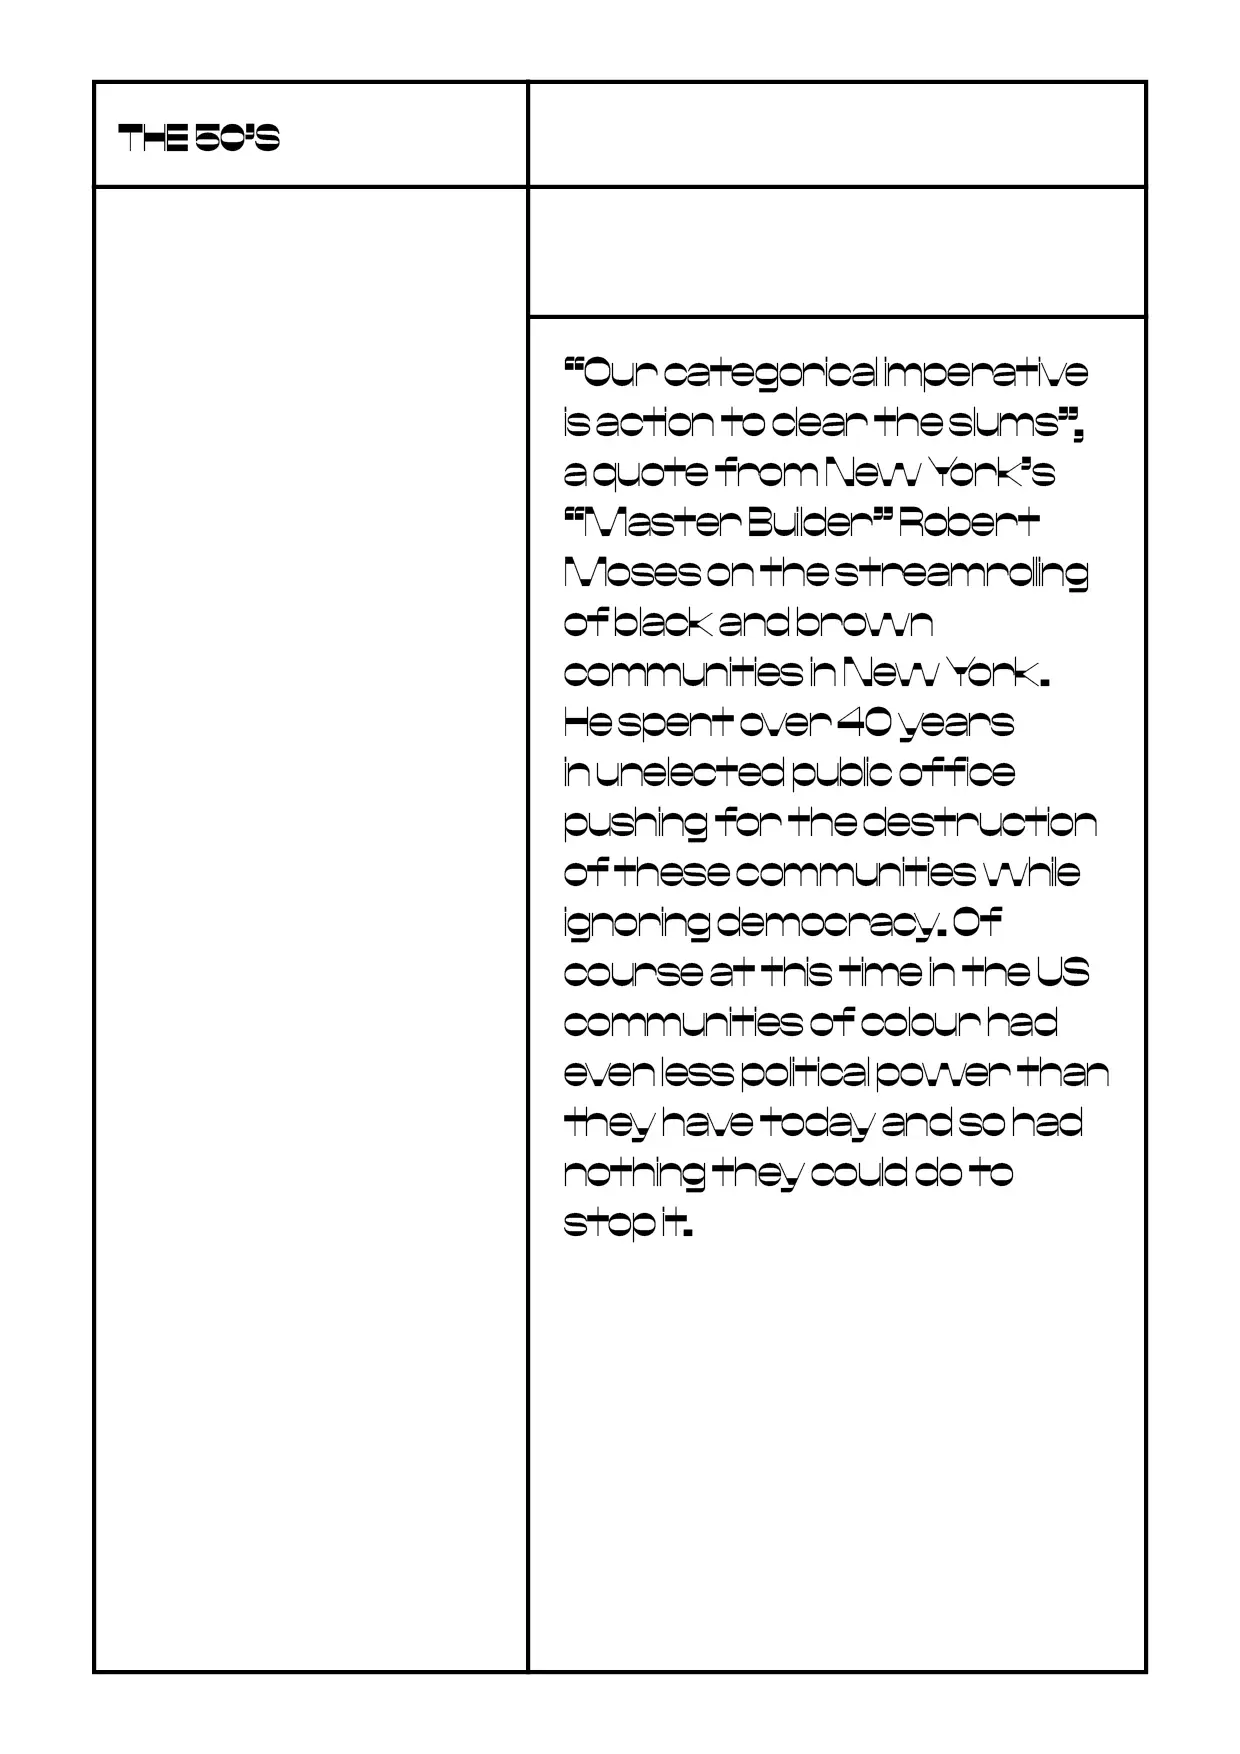 THE 50'S
“Our categorical imperative
is action to clear the slums”,
a quote from New York’s
“Master Builder” Robert
Moses on the streamrolling
of black and brown
communities in New York.
He spent over 40 years
in unelected public office
pushing for the destruction
of these communities while
ignoring democracy. Of
course at this time in the US
communities of colour had
even less political power than
they have today and so had
nothing they could do to
stop it.